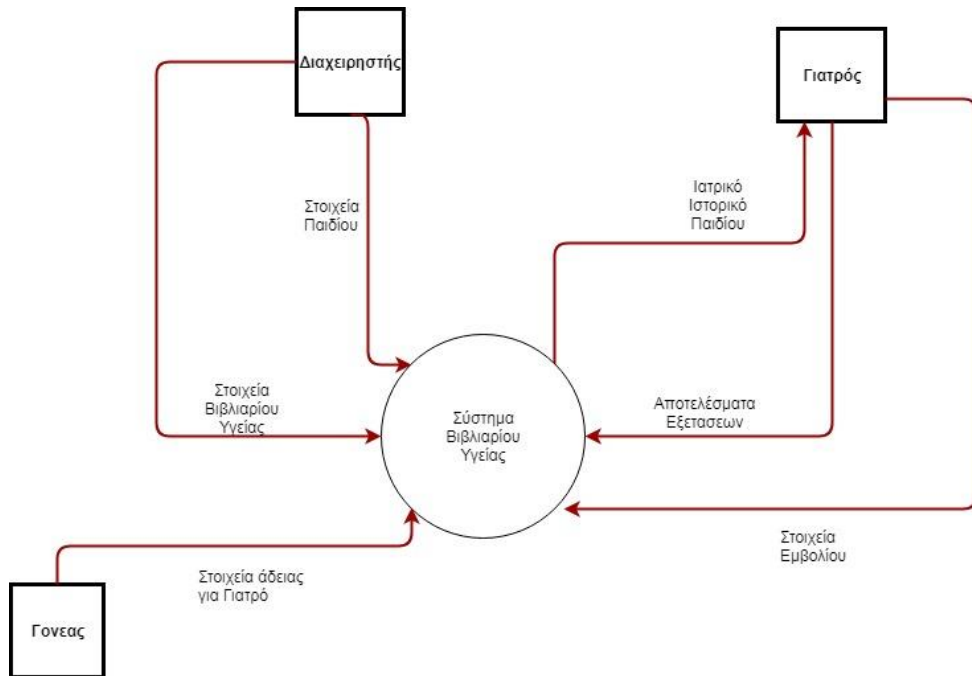 Διαχειρηστής
Γιατρός
Στοιχεία
Παιδίου
Ιατρικό
Ιστορικό
Παιδίου
Στοιχεία
Βιβλιαρίου
Υγείας
Σύστημα
Βιβλιαρίου
Υγείας
Αποτελέσματα
Εξετασεων
Στοιχεία
Εμβολίου
Στοιχεία άδειας
για Γιατρό
Γονεας